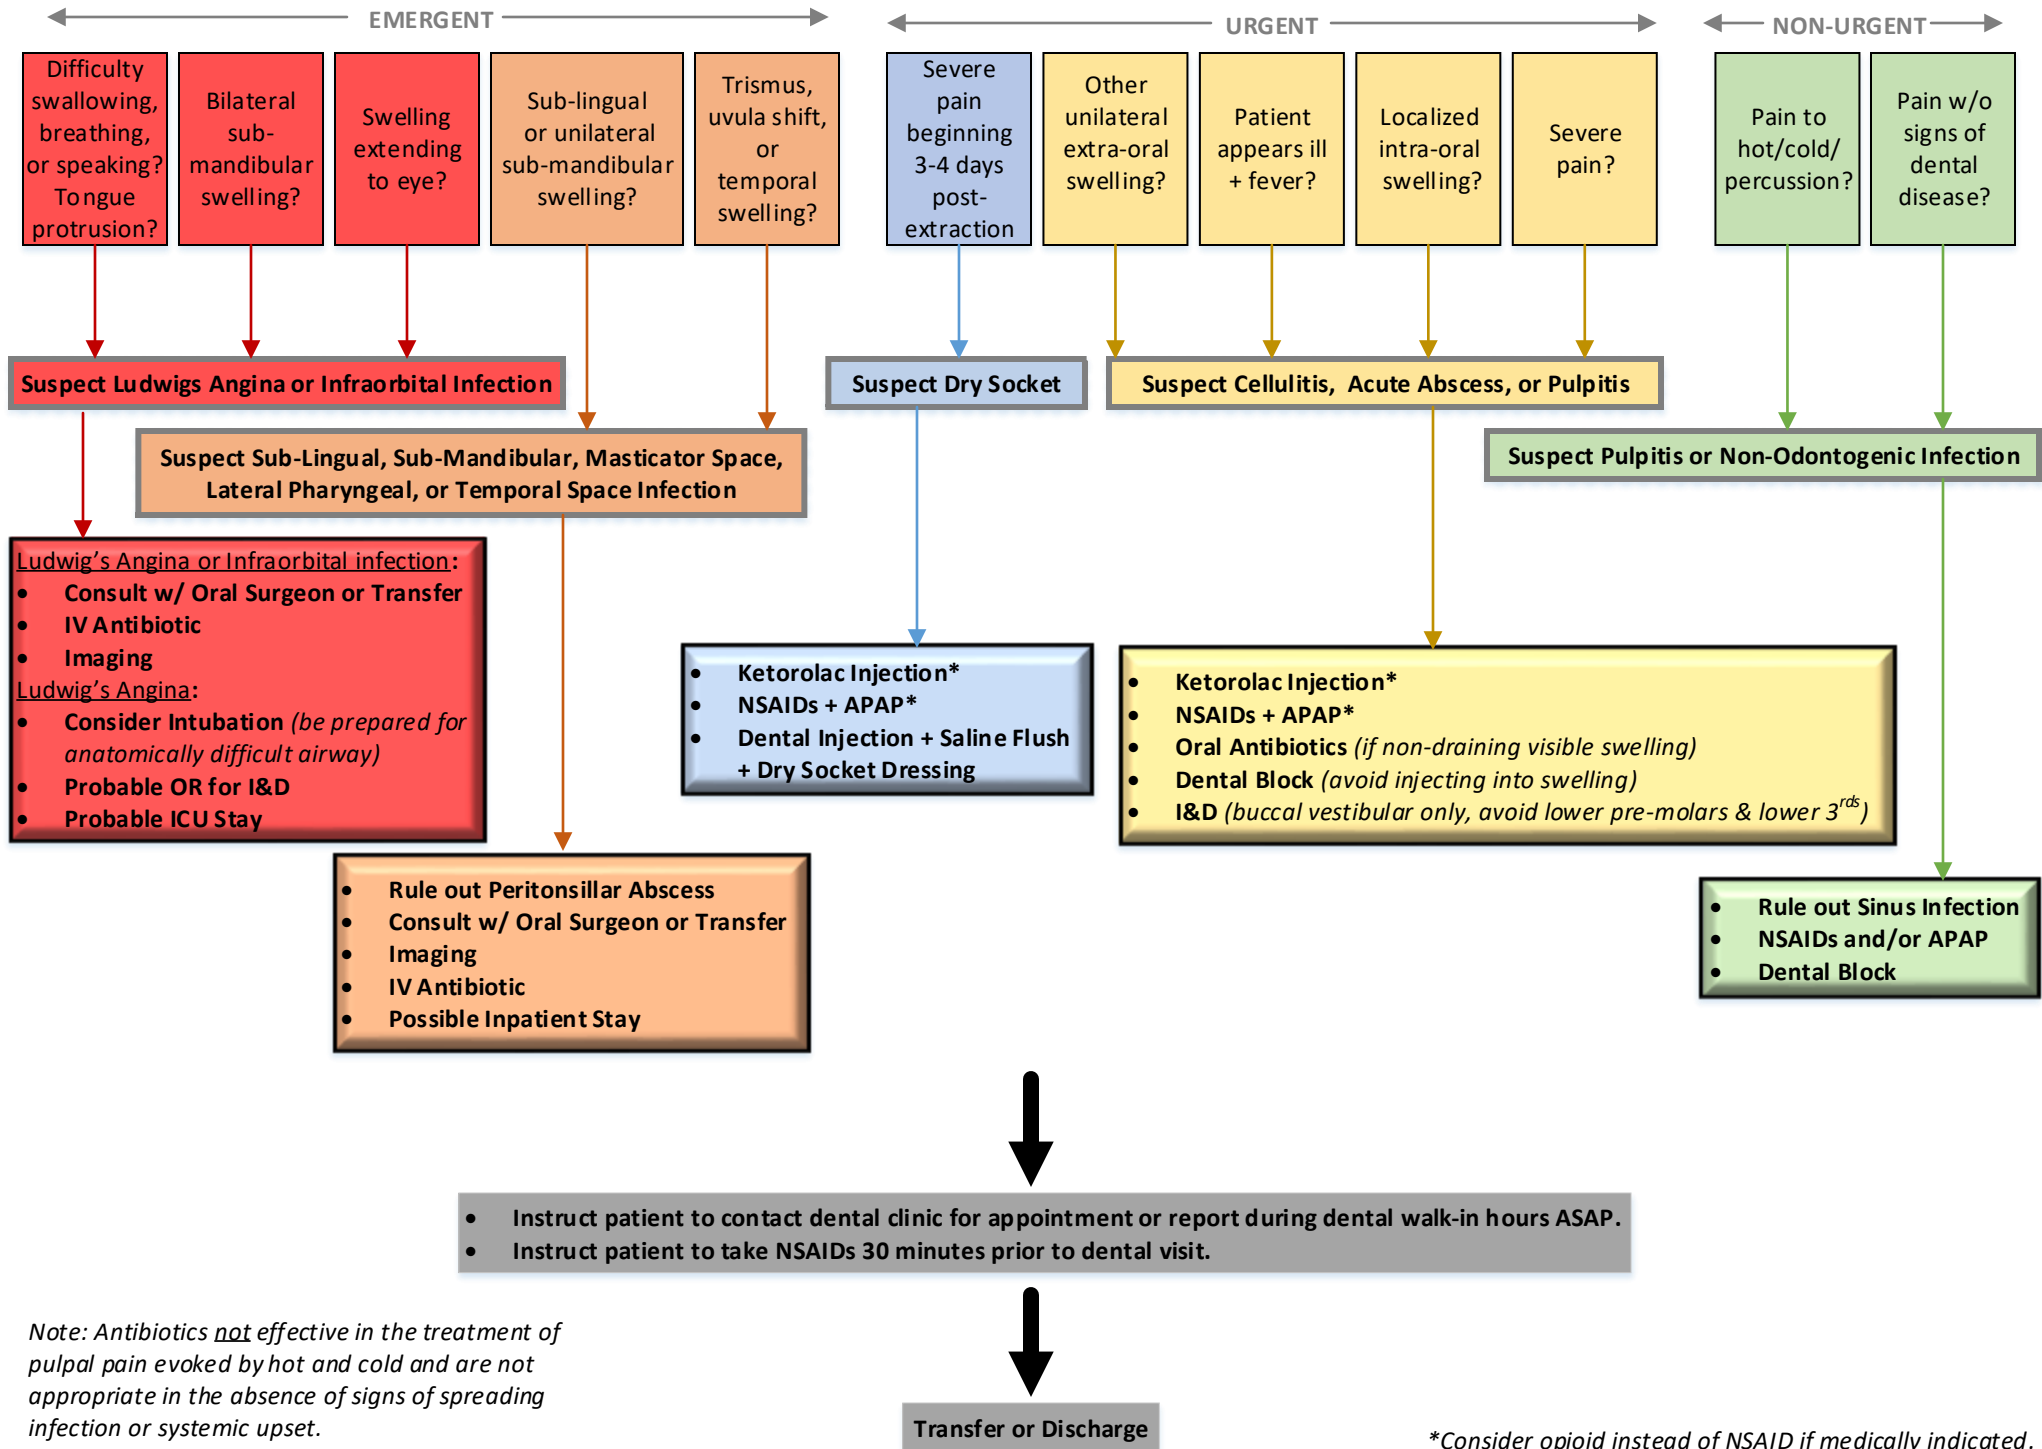 EMERGENT
URGENT
NON-URGENT
Difficulty
swallowing,
breathing,
or speaking?
Tongue
protrusion?
Bilateral
sub-
mandibular
swelling?
Swelling
extending
to eye?
Sub-lingual
or unilateral
sub-mandibular
swelling?
Trismus,
uvula shift,
or
temporal
swelling?
Severe
pain
beginning
3-4 days
post-
extraction
Other
unilateral
extra-oral
swelling?
Patient
appears ill
+ fever?
Localized
intra-oral
swelling?
Severe
pain?
Pain to
hot/cold/
percussion?
Pain w/o
signs of
dental
disease?
Suspect Ludwigs Angina or Infraorbital Infection
Suspect Dry Socket
Suspect Cellulitis, Acute Abscess, or Pulpitis
Suspect Sub-Lingual, Sub-Mandibular, Masticator Space,
Lateral Pharyngeal, or Temporal Space Infection
Suspect Pulpitis or Non-Odontogenic Infection
Ludwig's Angina or Infraorbital infection:
• Consult w/ Oral Surgeon or Transfer
• IV Antibiotic
• Imaging
Ludwig's Angina:
• Consider Intubation (be prepared for
anatomically difficult airway)
• Probable OR for I&D
• Probable ICU Stay
• Ketorolac Injection*
• NSAIDs + APAP*
• Dental Injection + Saline Flush
+ Dry Socket Dressing
• Ketorolac Injection*
• NSAIDs + APAP*
• Oral Antibiotics (if non-draining visible swelling)
• Dental Block (avoid injecting into swelling)
• I&D (buccal vestibular only, avoid lower pre-molars & lower 3rds)
• Rule out Peritonsillar Abscess
• Consult w/ Oral Surgeon or Transfer
• Imaging
• IV Antibiotic
• Possible Inpatient Stay
• Rule out Sinus Infection
• NSAIDs and/or APAP
• Dental Block
• Instruct patient to contact dental clinic for appointment or report during dental walk-in hours ASAP.
• Instruct patient to take NSAIDs 30 minutes prior to dental visit.
Note: Antibiotics not effective in the treatment of
pulpal pain evoked by hot and cold and are not
appropriate in the absence of signs of spreading
infection or systemic upset.
Transfer or Discharge
*Consider opioid instead of NSAID if medically indicated.